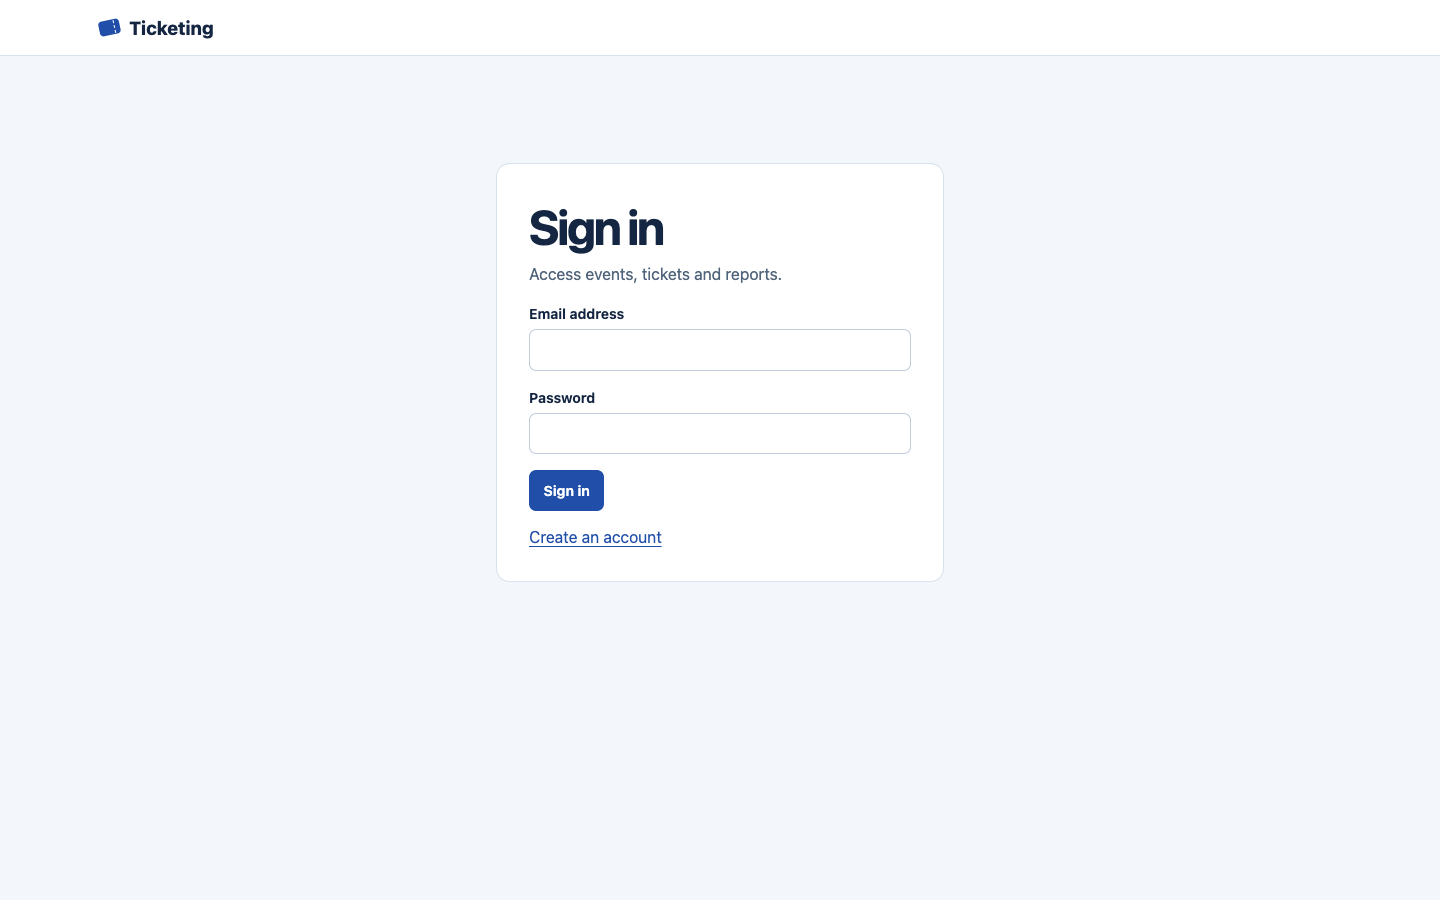 Ticketing
Sign in
Access events, tickets and reports.
Email address
Password
Sign in
Create an account